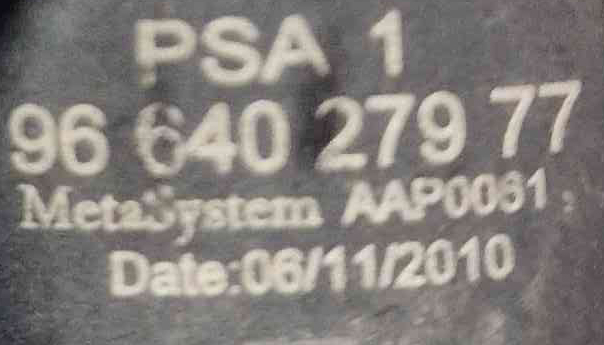 PSA 1
96 640 279 77
MetaSystem AAP0061
Date:06/11/2010